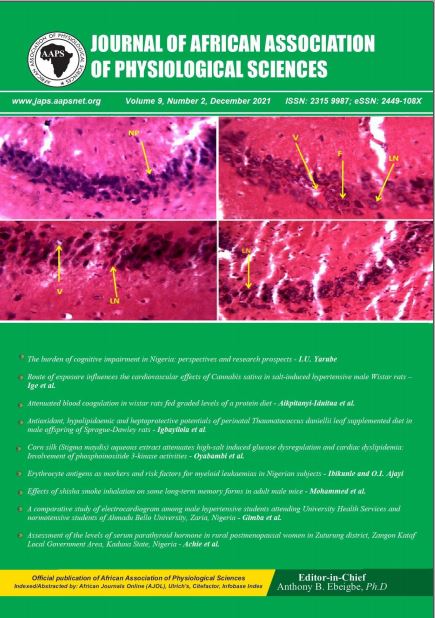 AFRICAN ASSOCIATION OF PHYSIOLOGICAL SCIENCES
AAPS
JOURNAL OF AFRICAN ASSOCIATION
OF PHYSIOLOGICAL SCIENCES
www.japs.aapsnet.org Volume 9, Number 2, December 2021 ISSN: 2315 9987; eSSN: 2449-108X
NP
V F LN
V LN
LN
The burden of cognitive impairment in Nigeria: perspectives and research prospects - I.U. Yarube
Route of exposure influences the cardiovascular effects of Cannabis sativa in salt-induced hypertensive male Wistar rats –
Ige et al.
Attenuated blood coagulation in wistar rats fed graded levels of a protein diet - Aikpitanyi-Iduitua et al.
Antioxidant, hypolipidaemic and heptoprotective potentials of perinatal Thaumatococcus daniellii leaf supplemented diet in
male offspring of Sprague-Dawley rats - Igbayilola et al.
Corn silk (Stigma maydis) aqueous extract attenuates high-salt induced glucose dysregulation and cardiac dyslipidemia:
Involvement of phosphoinositide 3-kinase activities - Oyabambi et al.
Erythrocyte antigens as markers and risk factors for myeloid leukaemias in Nigerian subjects - Ibikunle and O.I. Ajayi
Effects of shisha smoke inhalation on some long-term memory forms in adult male mice - Mohammed et al.
A comparative study of electrocardiogram among male hypertensive students attending University Health Services and
normotensive students of Ahmadu Bello University, Zaria, Nigeria - Gimba et al.
Assessment of the levels of serum parathyroid hormone in rural postmenopausal women in Zuturung district, Zangon Kataf
Local Government Area, Kaduna State, Nigeria - Achie et al.
Official publication of African Association of Physiological Sciences
Indexed/Abstracted by: African Journals Online (AJOL), Ulrich's, Citefactor, Infobase Index
Editor-in-Chief
Anthony B. Ebeigbe, Ph.D